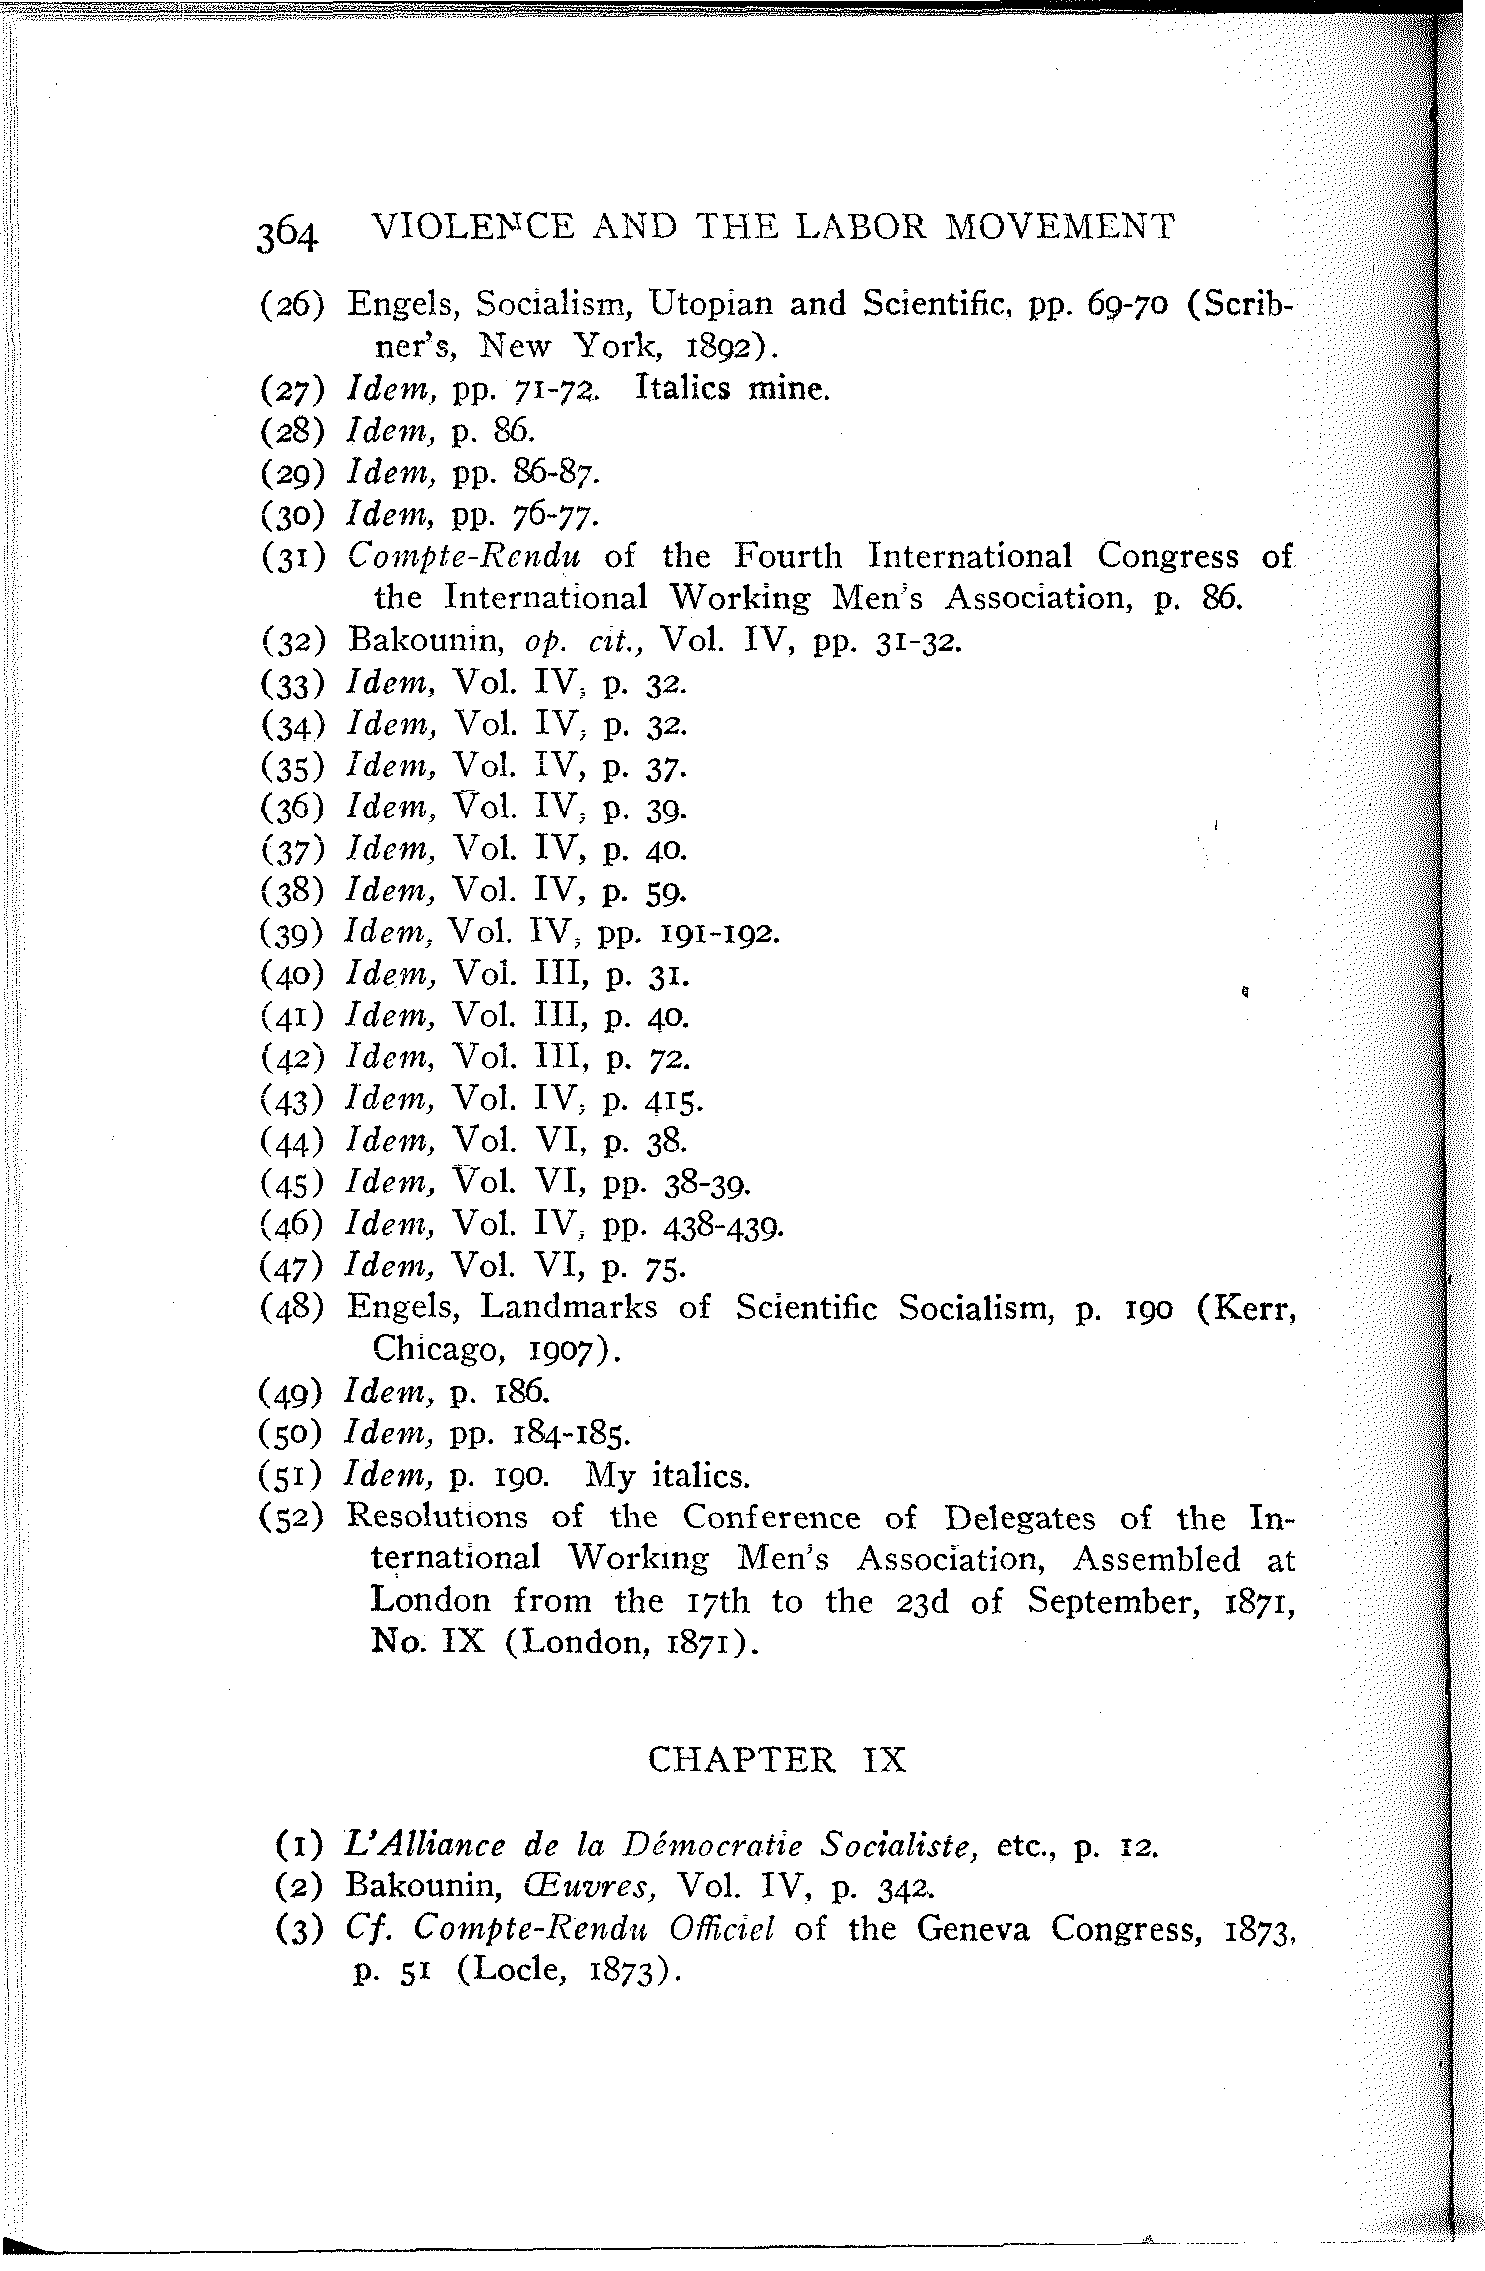 364 VIOLENCE AND THE LABOR MOVEMENT
(26) Engels, Socialism, Utopian and Scientific, pp. 69-70 (Scrib-
ner's, New York, 1892).
(27) Idem, pp. 71-72. Italics mine.
(28) Idem, p. 86.
(29) Idem, pp. 86-87.
(30) Idem, pp. 76-77.
(31) Compte-Rendu of the Fourth International Congress of
the International Working Men's Association, p. 86.
(32) Bakounin, op. cit., Vol. IV, pp. 31-32.
(33) Idem, Vol. IV, p. 32.
(34) Idem, Vol. IV, p. 32.
(35) Idem, Vol. IV, p. 37.
(36) Idem, Vol. IV, p. 39.
(37) Idem, Vol. IV, p. 40.
(38) Idem, Vol. IV, p. 59.
(39) Idem, Vol. IV, pp. 191-192.
(40) Idem, Vol. III, p. 31.
(41) Idem, Vol. III, p. 40.
(42) Idem, Vol. III, p. 72.
(43) Idem, Vol. IV, p. 415.
(44) Idem, Vol. VI, p. 38.
(45) Idem, Vol. VI, pp. 38-39.
(46) Idem, Vol. IV, pp. 438-439.
(47) Idem, Vol. VI, p. 75.
(48) Engels, Landmarks of Scientific Socialism, p. 190 (Kerr,
Chicago, 1907).
(49) Idem, p. 186.
(50) Idem, pp. 184-185.
(51) Idem, p. 190. My italics.
(52) Resolutions of the Conference of Delegates of the In-
ternational Working Men's Association, Assembled at
London from the 17th to the 23d of September, 1871,
No. IX (London, 1871).
CHAPTER IX
(1) L'Alliance de la Démocratie Socialiste, etc., p. 12.
(2) Bakounin, Œuvres, Vol. IV, p. 342.
(3) Cf. Compte-Rendu Officiel of the Geneva Congress, 1873,
p. 51 (Locle, 1873).